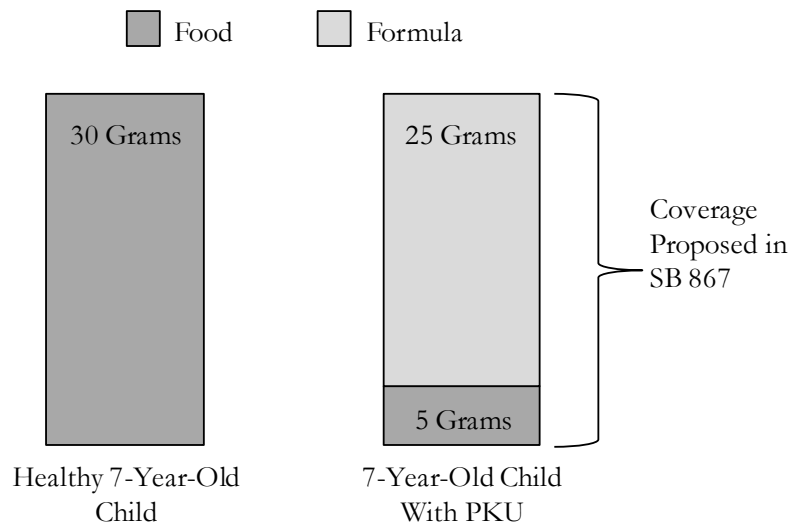 Food
Formula
30 Grams
25 Grams
5 Grams
Coverage
Proposed in
SB 867
Healthy 7-Year-Old
Child
7-Year-Old Child
With PKU